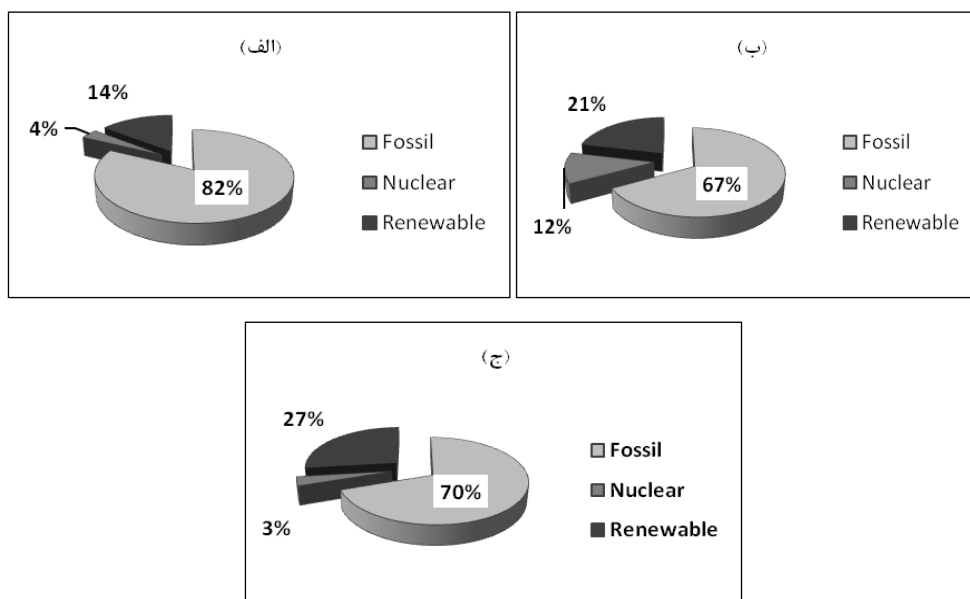 (الف)
14%
4%
82%
Fossil
Nuclear
Renewable
(ب)
21%
12%
67%
Fossil
Nuclear
Renewable
(ج)
27%
3%
70%
Fossil
Nuclear
Renewable